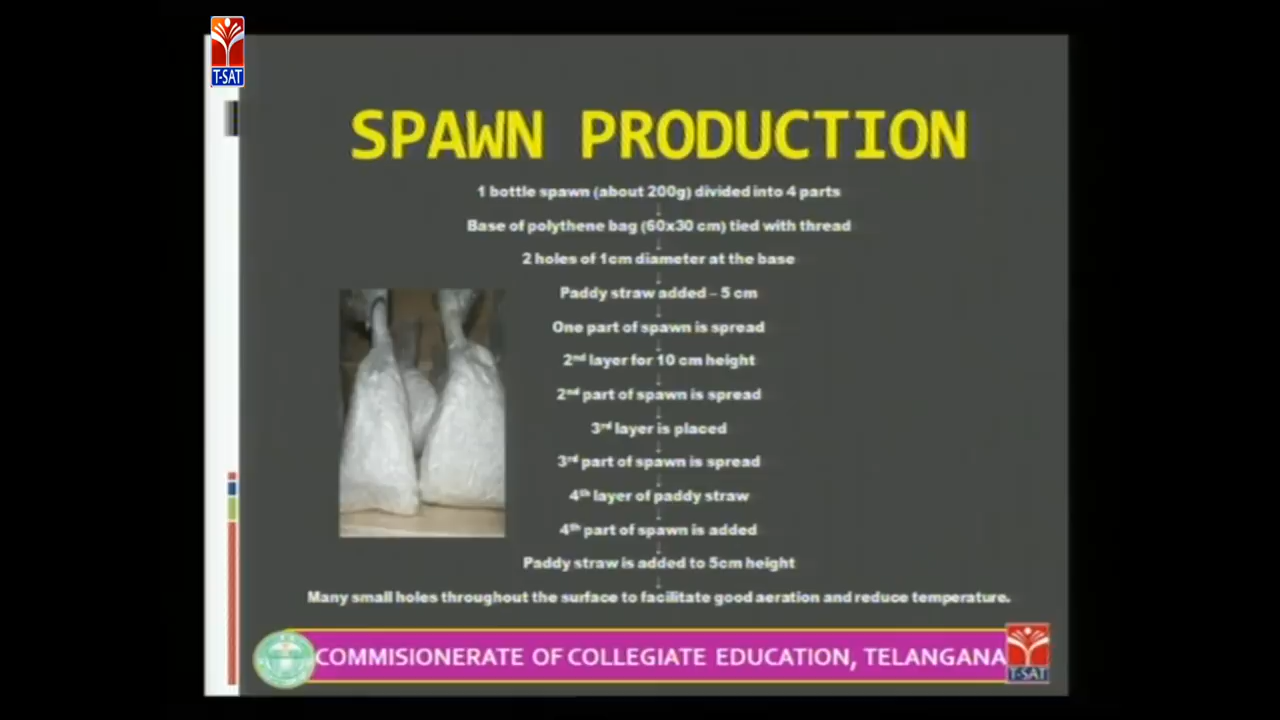 T-SAT
SPAWN PRODUCTION
1 bottle spawn (about 200g) divided into 4 parts
↓
Base of polythene bag (60x30 cm) tied with thread
↓
2 holes of 1cm diameter at the base
↓
Paddy straw added – 5 cm
↓
One part of spawn is spread
↓
2nd layer for 10 cm height
↓
2nd part of spawn is spread
↓
3rd layer is placed
↓
3rd part of spawn is spread
↓
4th layer of paddy straw
↓
4th part of spawn is added
↓
Paddy straw is added to 5cm height
↓
Many small holes throughout the surface to facilitate good aeration and reduce temperature.
COMMISIONERATE OF COLLEGIATE EDUCATION, TELANGANA
T-SAT